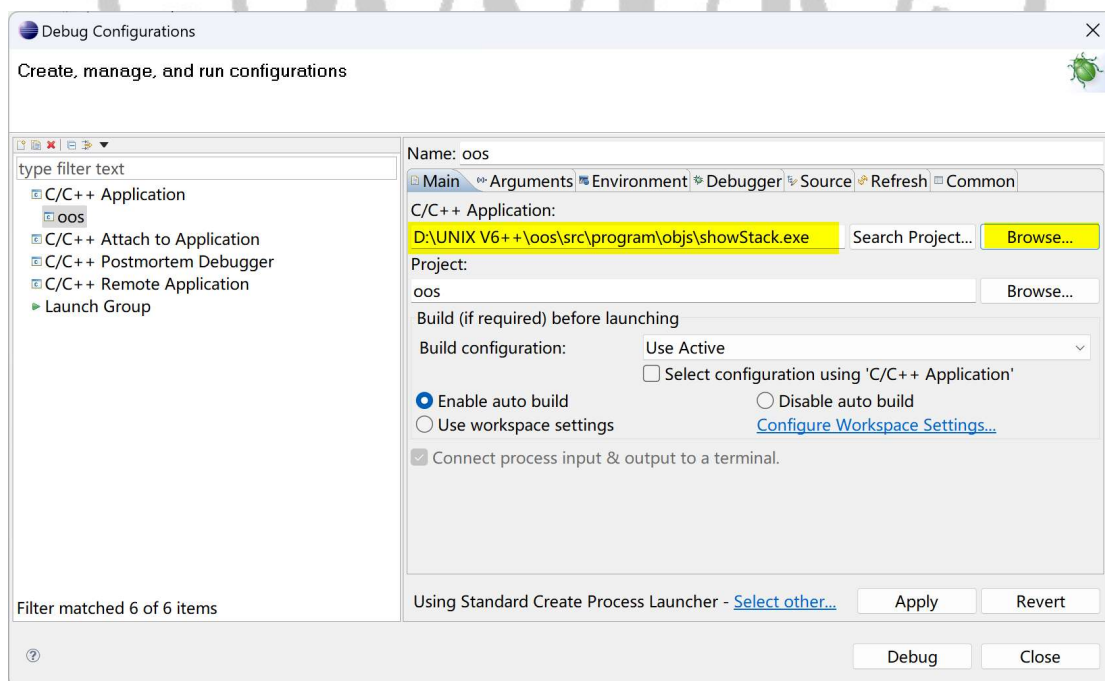 Debug Configurations
Create, manage, and run configurations
type filter text
C/C++ Application
oos
C/C++ Attach to Application
C/C++ Postmortem Debugger
C/C++ Remote Application
Launch Group
Filter matched 6 of 6 items
Name: oos
Main Arguments Environment Debugger Source Refresh Common
C/C++ Application:
D:\UNIX V6++\oos\src\program\objs\showStack.exe Search Project... Browse...
Project:
oos Browse...
Build (if required) before launching
Build configuration: Use Active
Select configuration using 'C/C++ Application'
Enable auto build Disable auto build
Use workspace settings Configure Workspace Settings...
Connect process input & output to a terminal.
Using Standard Create Process Launcher - Select other... Apply Revert
Debug Close